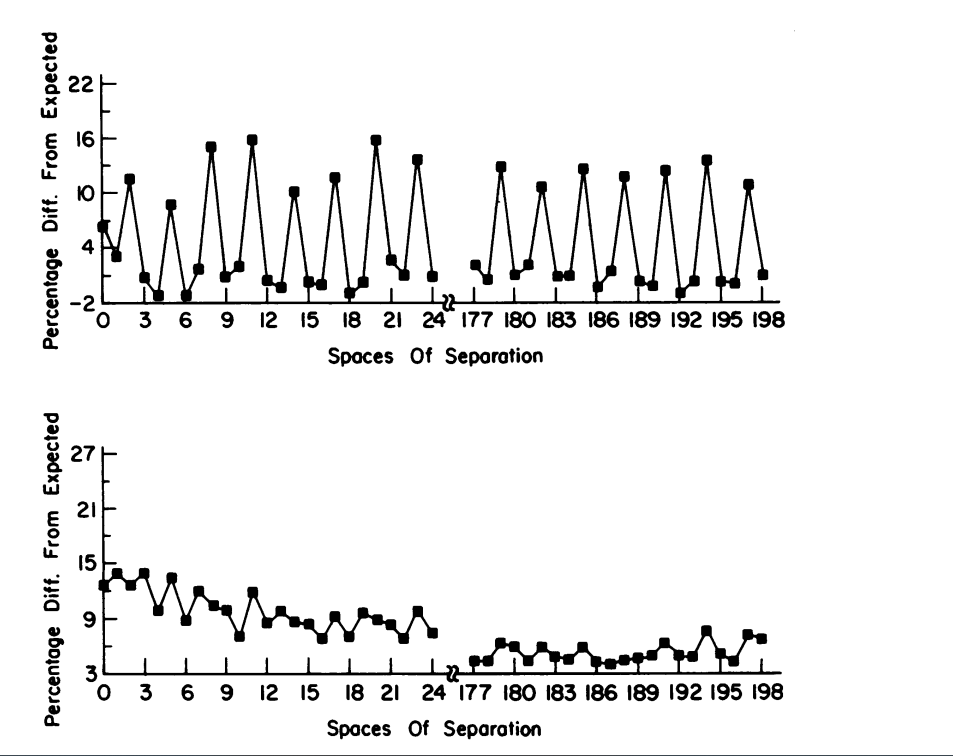 Percentage Diff. From Expected
22
16
10
4
-2
0 3 6 9 12 15 18 21 24 177 180 183 186 189 192 195 198
Spaces Of Separation
Percentage Diff. From Expected
27
21
15
9
3
0 3 6 9 12 15 18 21 24 177 180 183 186 189 192 195 198
Spaces Of Separation